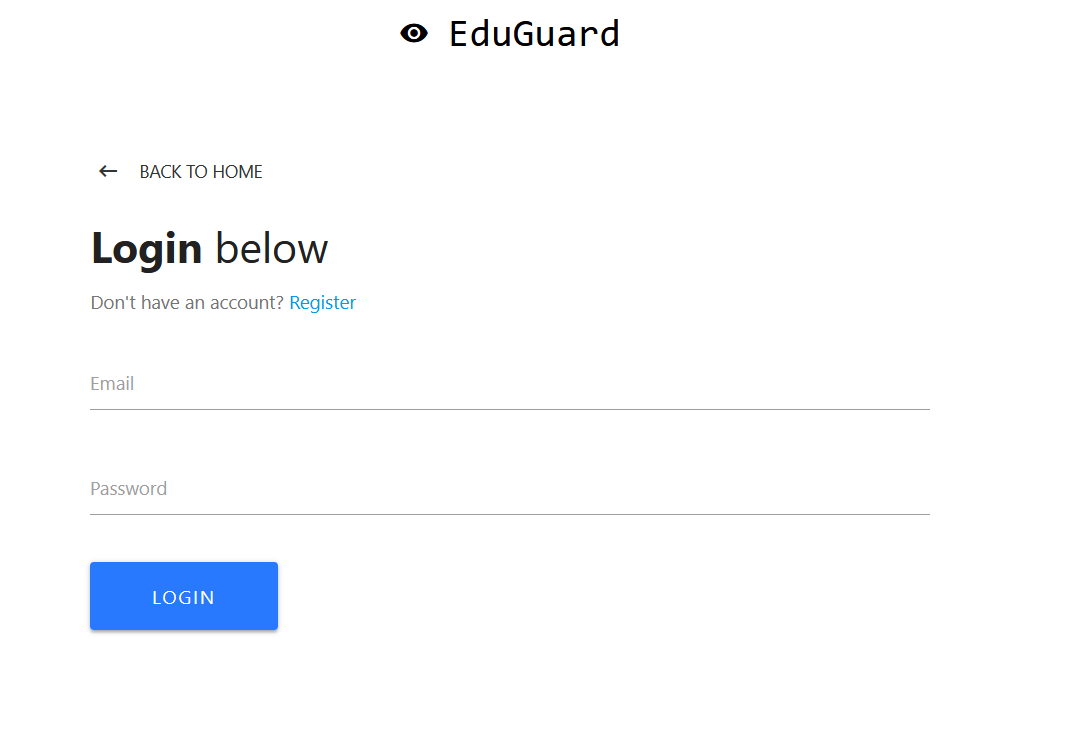 EduGuard
BACK TO HOME
Login below
Don't have an account? Register
Email
Password
LOGIN